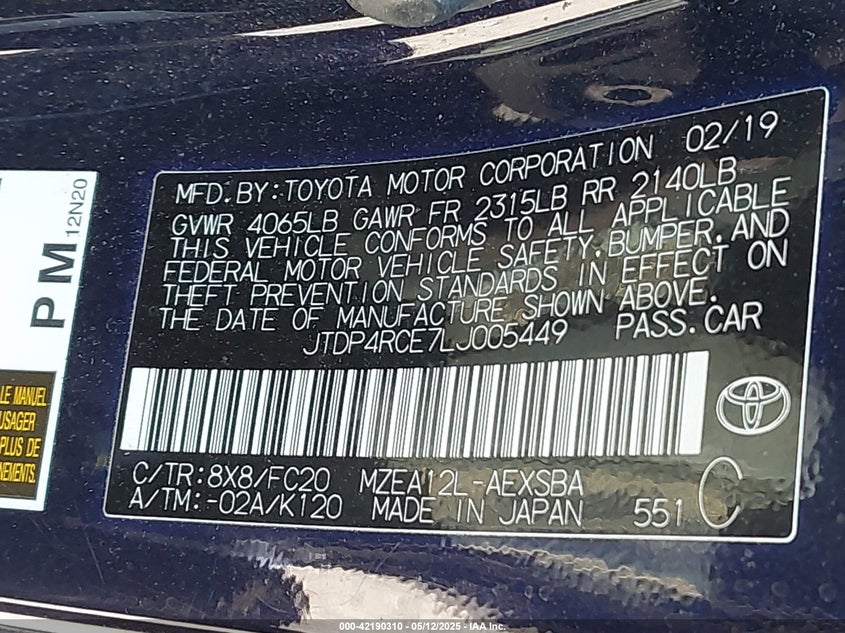 MFD.BY:TOYOTA MOTOR CORPORATION 02/19
GVWR 4065LB GAWR FR 2315LB RR 2140LB
THIS VEHICLE CONFORMS TO ALL APPLICABLE
FEDERAL MOTOR VEHICLE SAFETY,BUMPER,AND
THEFT PREVENTION STANDARDS IN EFFECT ON
THE DATE OF MANUFACTURE SHOWN ABOVE.
JTDP4RCE7LJ005449 PASS.CAR
C/TR:8X8/FC20 MZEA12L-AEXSBA
A/TM:-02A/K120 MADE IN JAPAN 551 C
PM 12N20
LE MANUEL
USAGER
PLUS DE
NEMENTS.
000-42190310 - 05/12/2025 - IAA Inc.